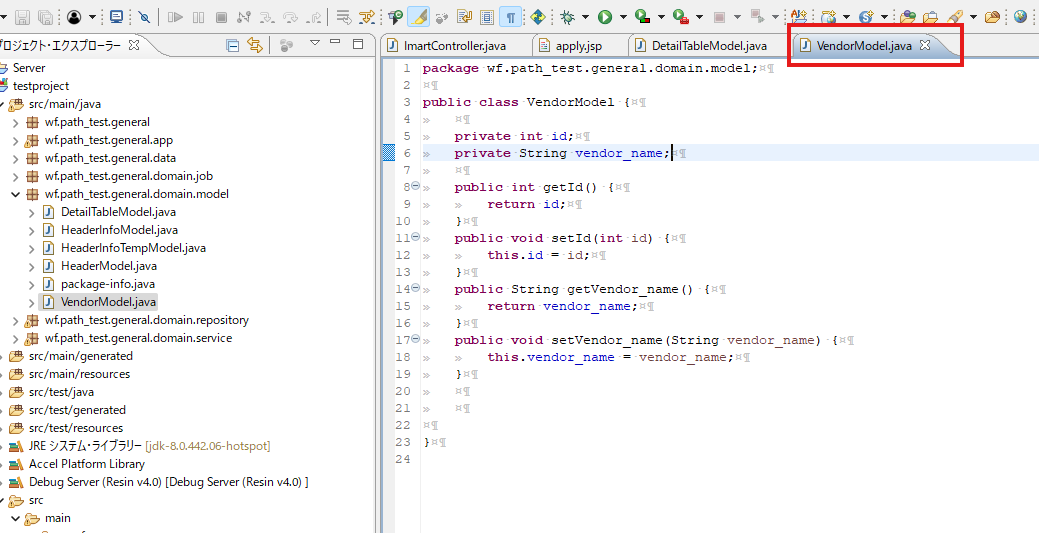 プロジェクト・エクスプローラー
Server
testproject
src/main/java
wf.path_test.general
wf.path_test.general.app
wf.path_test.general.data
wf.path_test.general.domain.job
wf.path_test.general.domain.model
DetailTableModel.java
HeaderInfoModel.java
HeaderInfoTempModel.java
HeaderModel.java
package-info.java
VendorModel.java
wf.path_test.general.domain.repository
wf.path_test.general.domain.service
src/main/generated
src/main/resources
src/test/java
src/test/generated
src/test/resources
JRE システム・ライブラリー [jdk-8.0.442.06-hotspot]
Accel Platform Library
Debug Server (Resin v4.0) [Debug Server (Resin v4.0) ]
src
main
ImartController.java
apply.jsp
DetailTableModel.java
VendorModel.java
1 package wf.path_test.general.domain.model;¤¶
2 ¤¶
3 public class VendorModel {¤¶
4 » ¤¶
5 » private int id;¤¶
6 » private String vendor_name;¤¶
7 » ¤¶
8 » public int getId() {¤¶
9 » » return id;¤¶
10 » }¤¶
11 » public void setId(int id) {¤¶
12 » » this.id = id;¤¶
13 » }¤¶
14 » public String getVendor_name() {¤¶
15 » » return vendor_name;¤¶
16 » }¤¶
17 » public void setVendor_name(String vendor_name) {¤¶
18 » » this.vendor_name = vendor_name;¤¶
19 » }¤¶
20 » ¤¶
21 » ¤¶
22 ¤¶
23 }¤¶
24